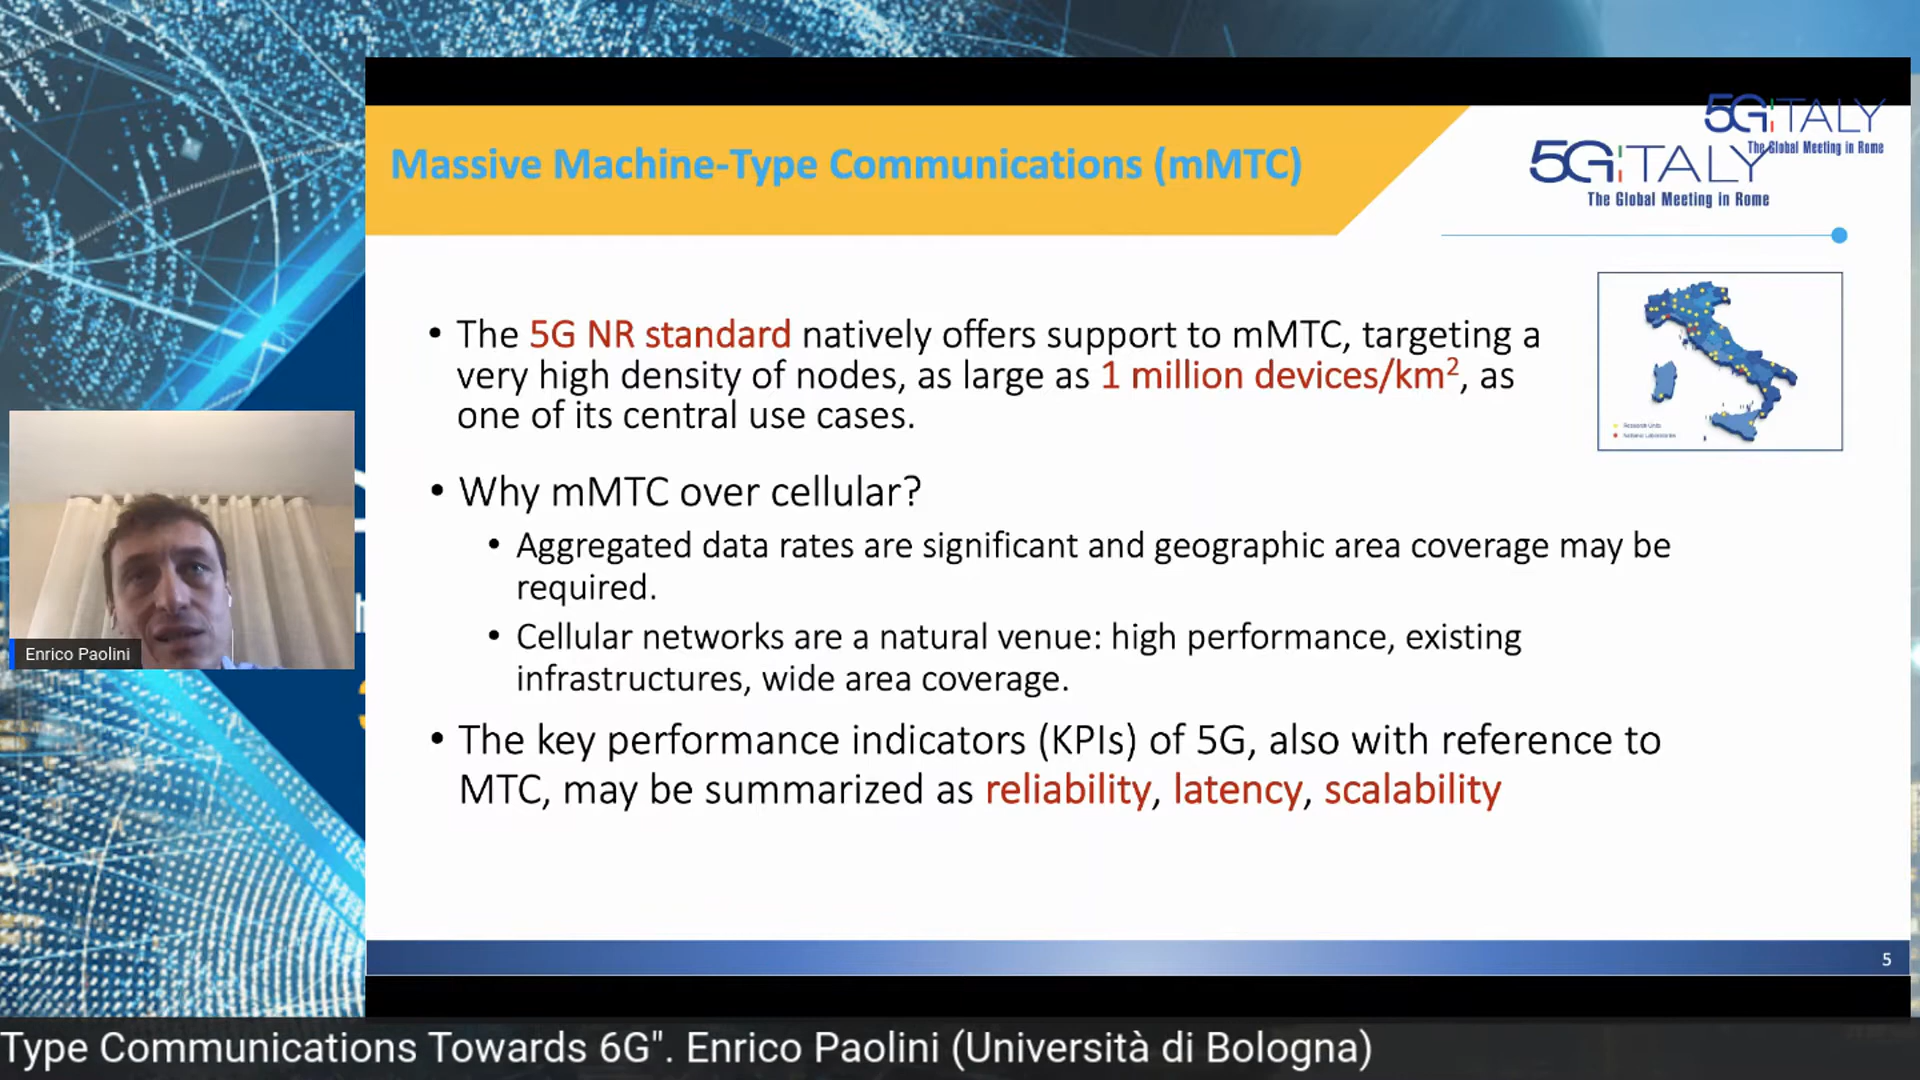 5G ITALY
The Global Meeting in Rome
Massive Machine-Type Communications (mMTC)
5G ITALY
The Global Meeting in Rome
• The 5G NR standard natively offers support to mMTC, targeting a
very high density of nodes, as large as 1 million devices/km², as
one of its central use cases.
Research Units
National Laboratories
• Why mMTC over cellular?
• Aggregated data rates are significant and geographic area coverage may be
required.
• Cellular networks are a natural venue: high performance, existing
infrastructures, wide area coverage.
Enrico Paolini
• The key performance indicators (KPIs) of 5G, also with reference to
MTC, may be summarized as reliability, latency, scalability
5
Type Communications Towards 6G". Enrico Paolini (Università di Bologna)